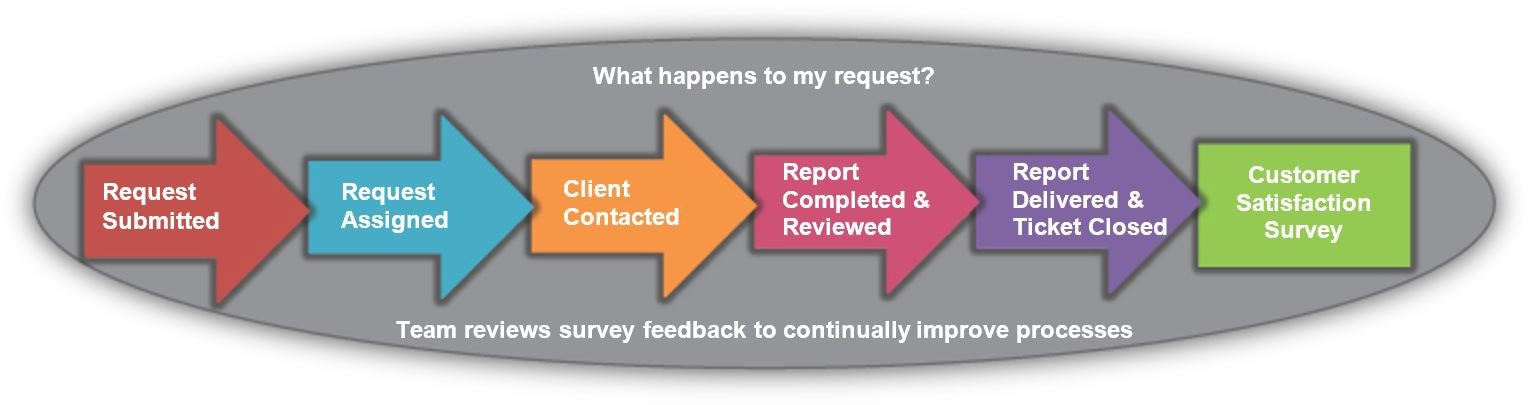 What happens to my request?
Request
Submitted
Request
Assigned
Client
Contacted
Report
Completed &
Reviewed
Report
Delivered &
Ticket Closed
Customer
Satisfaction
Survey
Team reviews survey feedback to continually improve processes